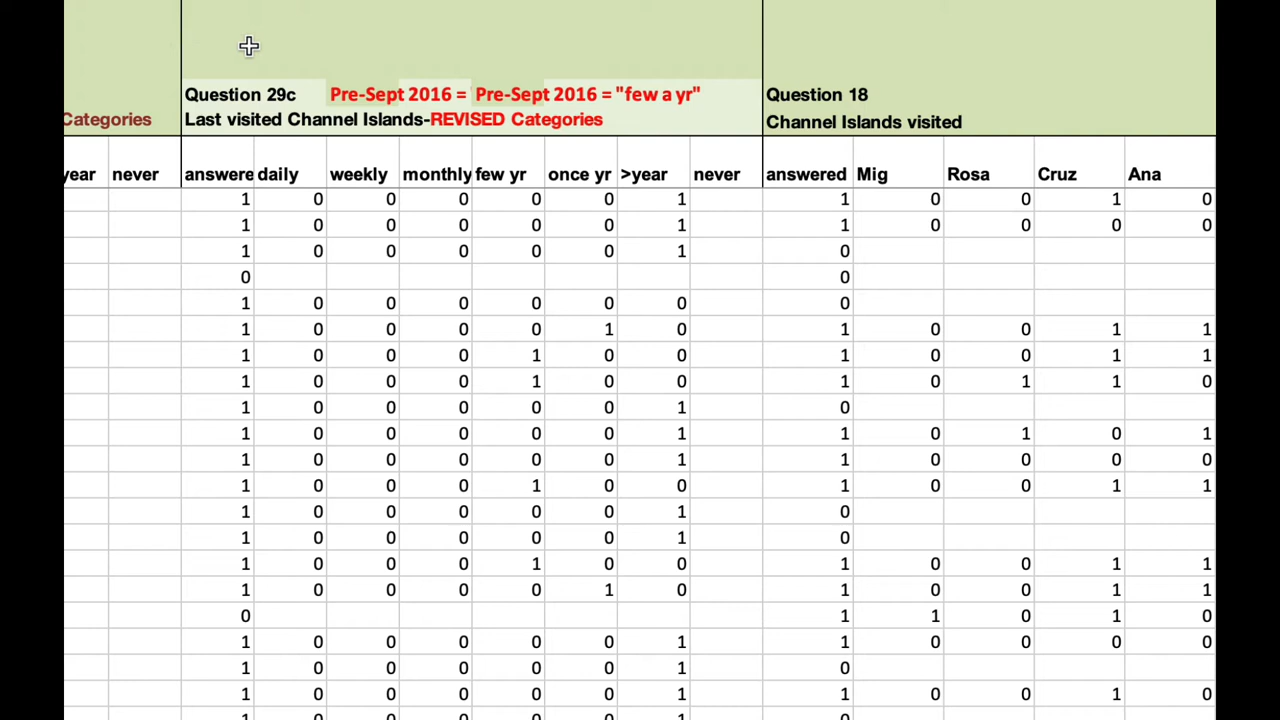 Question 29c Pre-Sept 2016 = Pre-Sept 2016 = "few a yr" Question 18
Categories Last visited Channel Islands-REVISED Categories Channel Islands visited
year never answere daily weekly monthly few yr once yr >year never answered Mig Rosa Cruz Ana
1 0 0 0 0 0 1 1 0 0 1 0
1 0 0 0 0 0 1 1 0 0 0 0
1 0 0 0 0 0 1 0
0 0
1 0 0 0 0 0 0 0
1 0 0 0 0 1 0 1 0 0 1 1
1 0 0 0 1 0 0 1 0 0 1 1
1 0 0 0 1 0 0 1 0 1 1 0
1 0 0 0 0 0 1 0
1 0 0 0 0 0 1 1 0 1 0 1
1 0 0 0 0 0 1 1 0 0 0 0
1 0 0 0 1 0 0 1 0 0 1 1
1 0 0 0 0 0 1 0
1 0 0 0 0 0 1 0
1 0 0 0 1 0 0 1 0 0 1 1
1 0 0 0 0 1 0 1 0 0 1 1
0 1 1 0 1 0
1 0 0 0 0 0 1 1 0 0 0 0
1 0 0 0 0 0 1 0
1 0 0 0 0 0 1 1 0 0 1 0